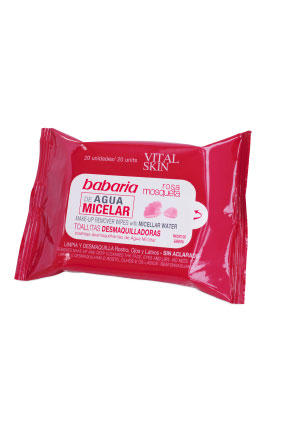 20 unidades/ 20 units
VITAL
SKIN
babaria
rosa
mosqueta
DE AGUA
MICELAR
MAKE-UP REMOVER WIPES with MICELLAR WATER
TOALLITAS DESMAQUILLADORAS
LIMPIA Y DESMAQUILLA Rostro, Ojos y Labios - SIN ACLARADO